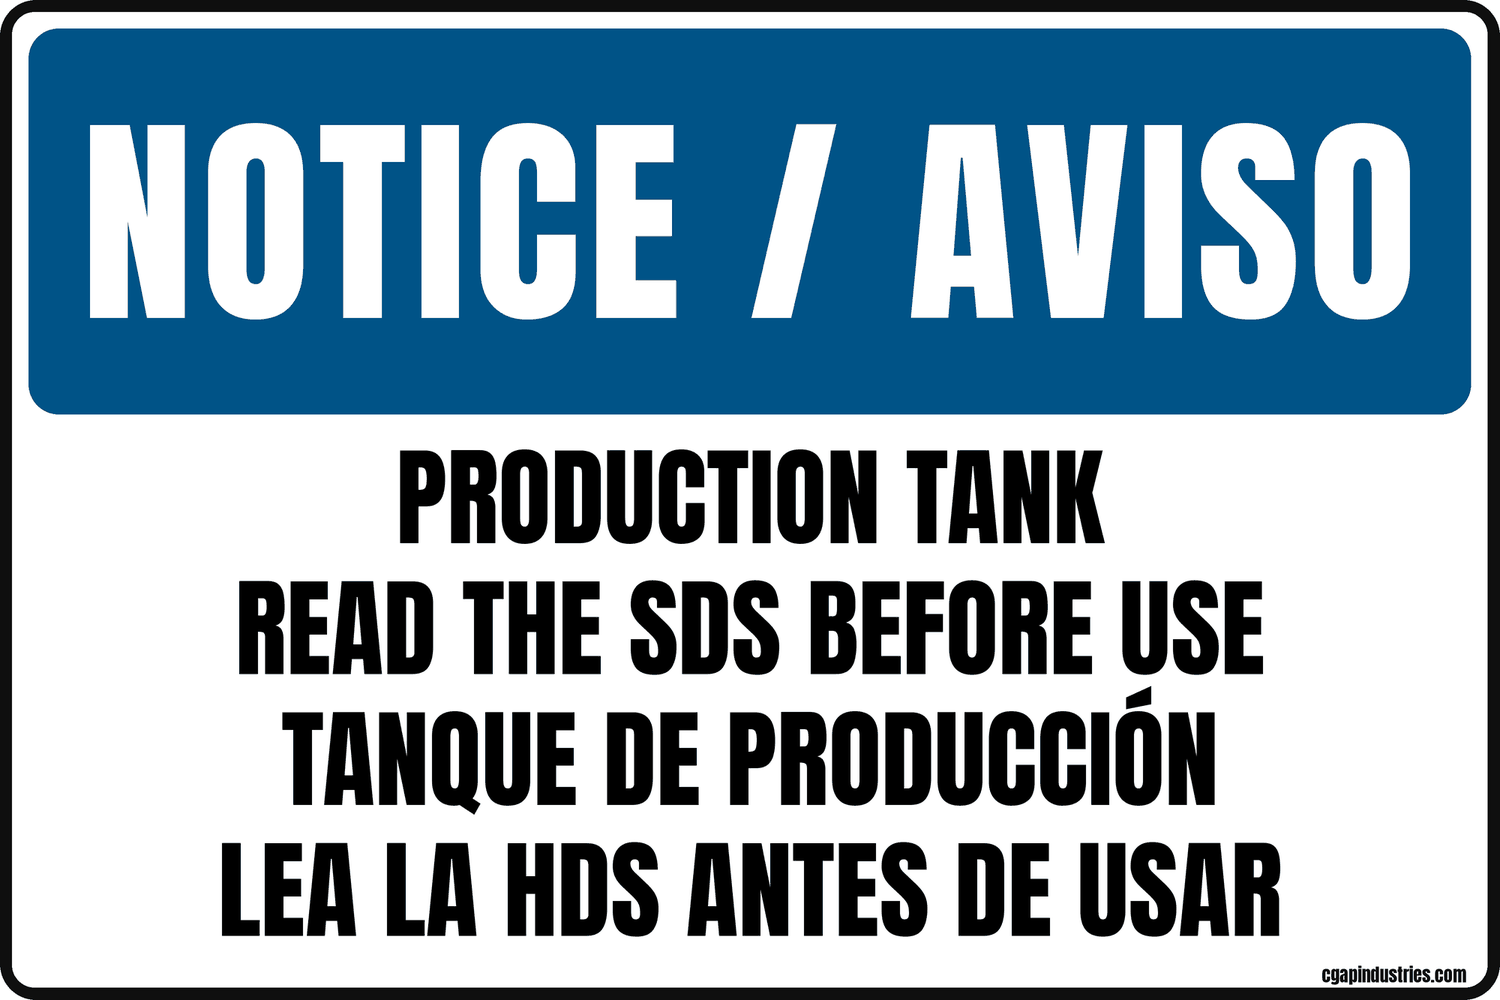 NOTICE / AVISO
PRODUCTION TANK
READ THE SDS BEFORE USE
TANQUE DE PRODUCCIÓN
LEA LA HDS ANTES DE USAR
cgapindustries.com